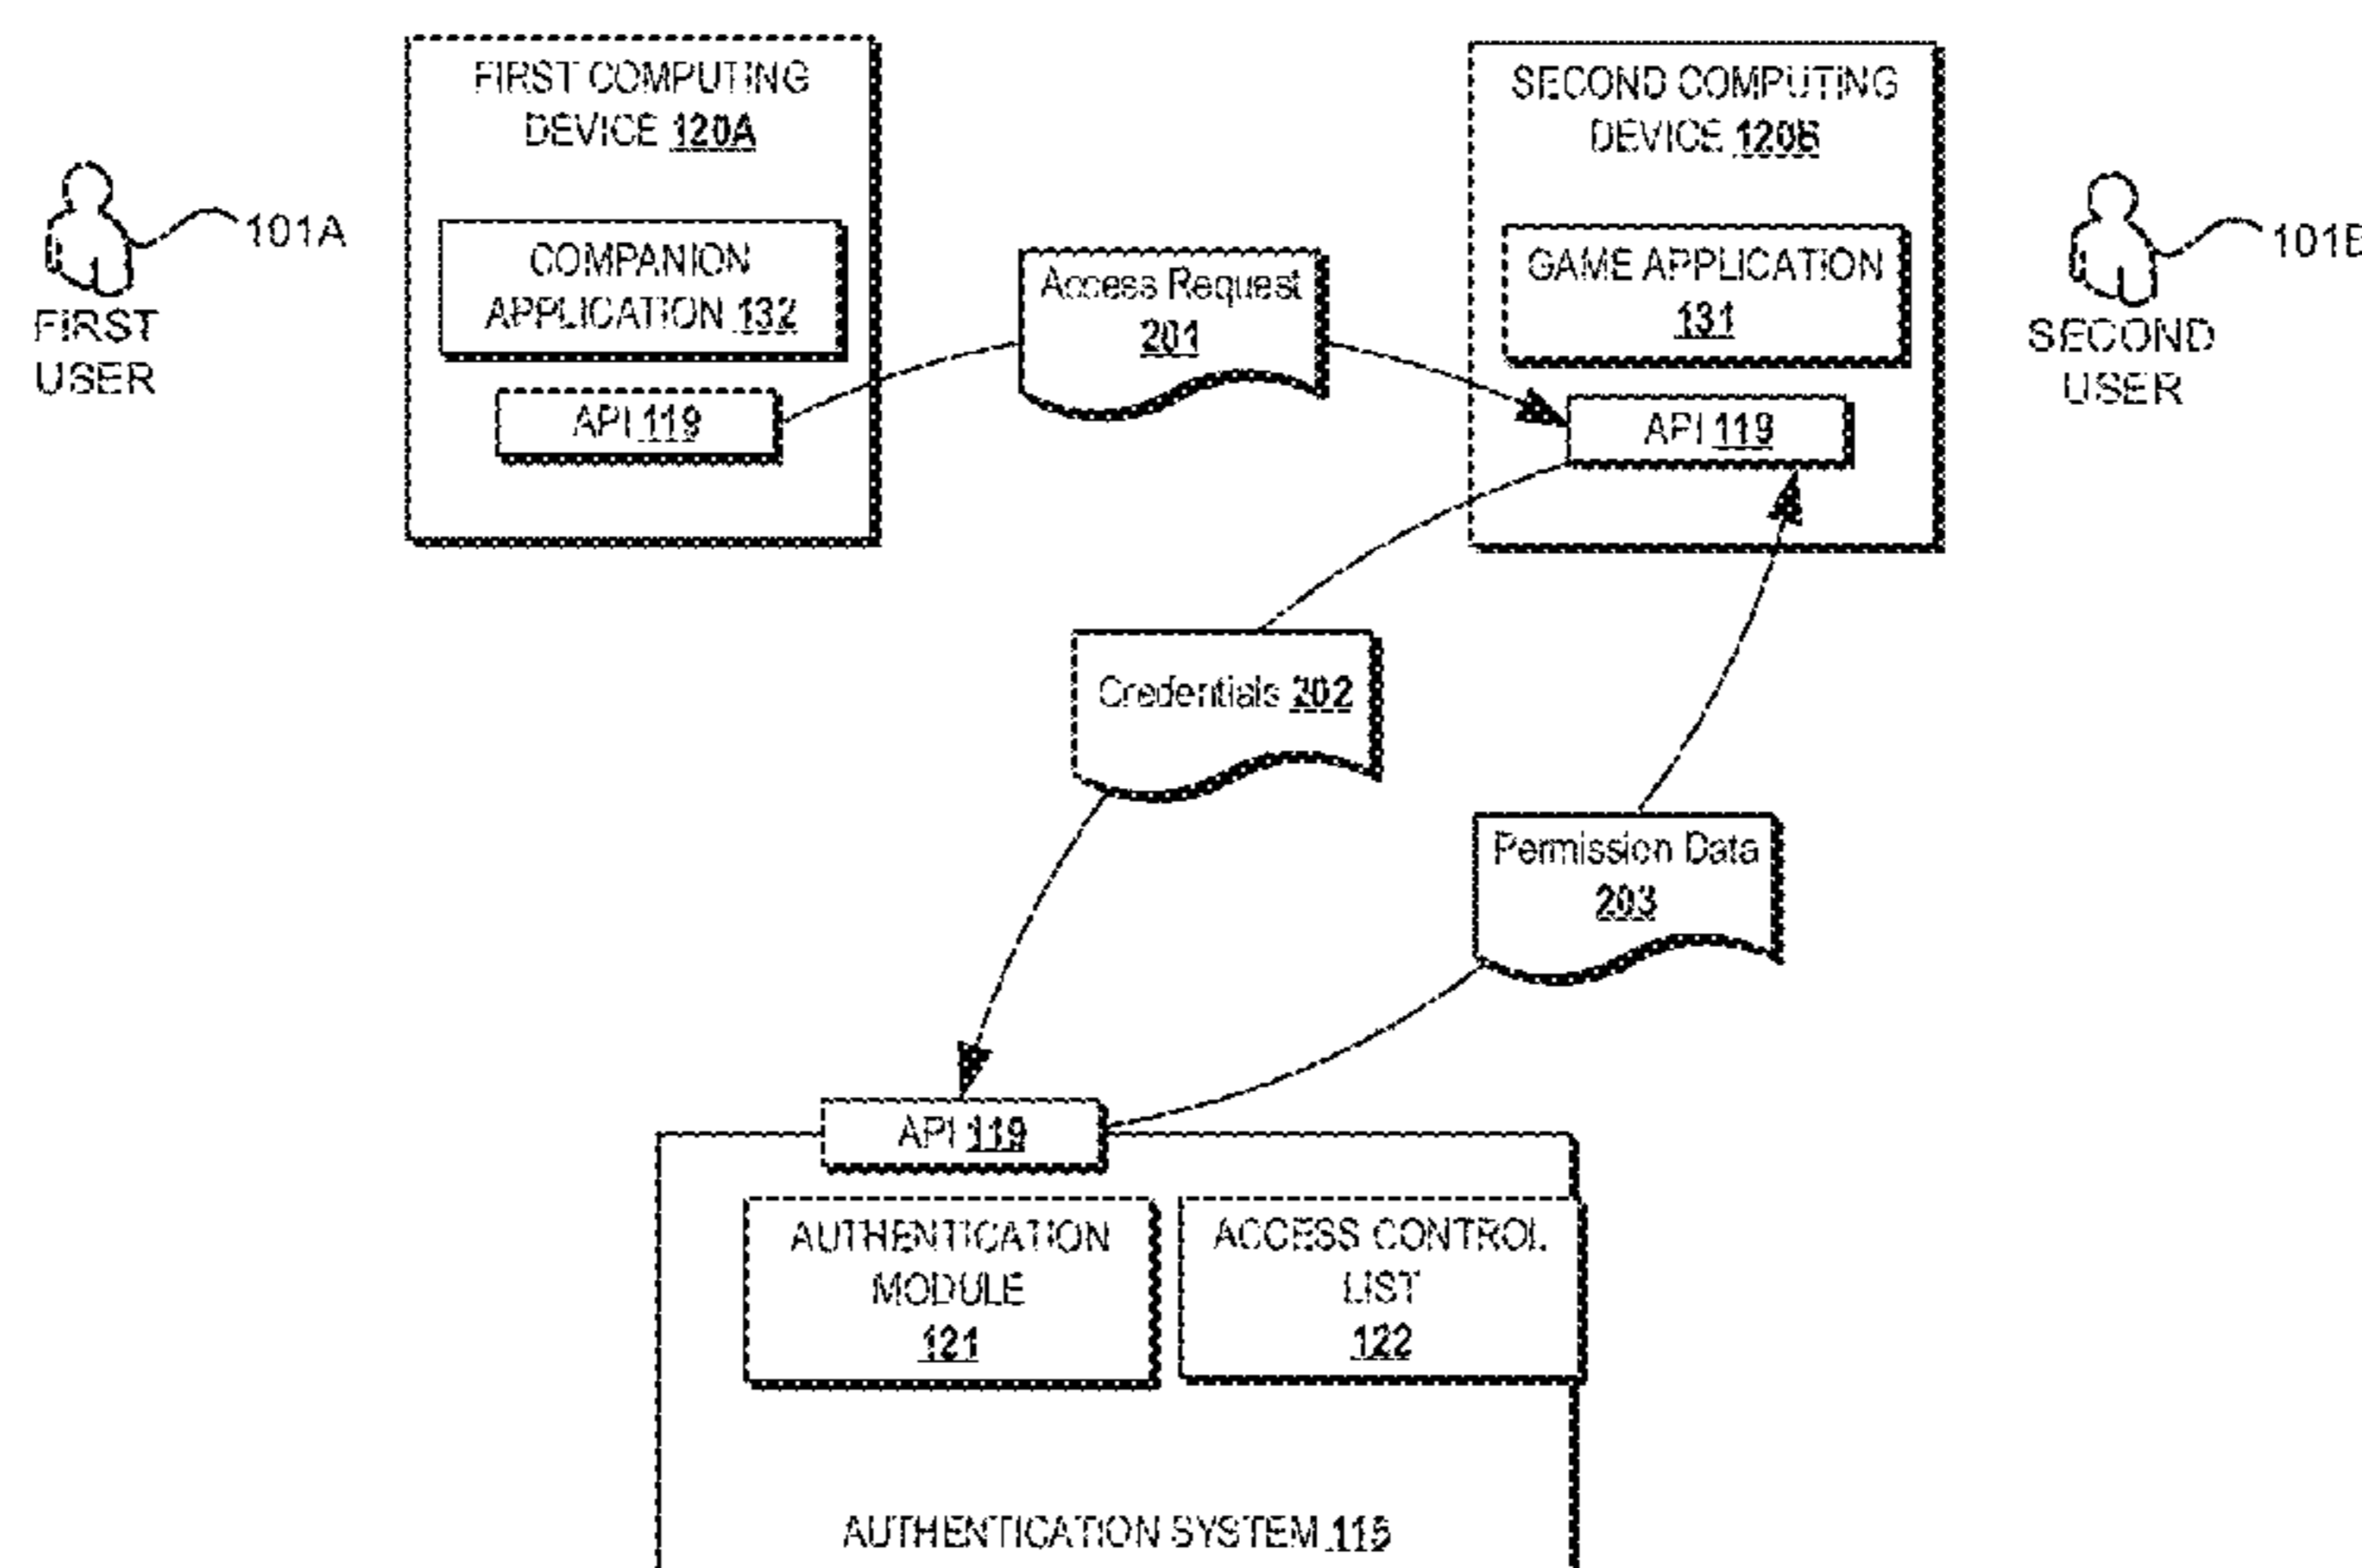 FIRST COMPUTING
DEVICE 120A
SECOND COMPUTING
DEVICE 120B
101A
FIRST
USER
COMPANION
APPLICATION 132
API 119
Access Request
201
GAME APPLICATION
131
API 119
101B
SECOND
USER
Credentials 202
Permission Data
203
API 119
AUTHENTICATION
MODULE
121
ACCESS CONTROL
LIST
122
AUTHENTICATION SYSTEM